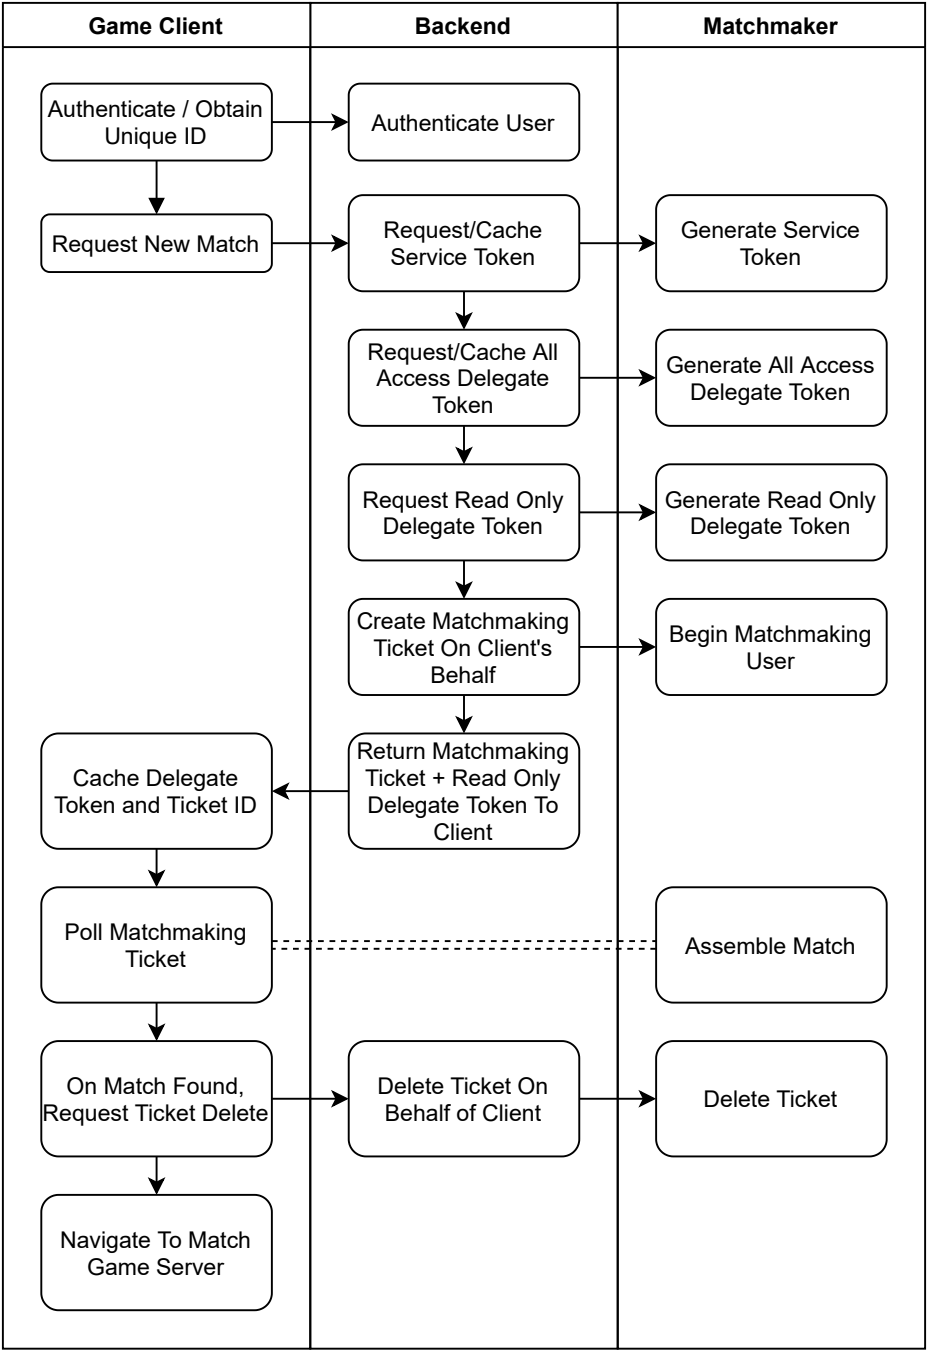 Game Client
Backend
Matchmaker
Authenticate / Obtain
Unique ID
Authenticate User
Request New Match
Request/Cache
Service Token
Generate Service
Token
Request/Cache All
Access Delegate
Token
Generate All Access
Delegate Token
Request Read Only
Delegate Token
Generate Read Only
Delegate Token
Create Matchmaking
Ticket On Client's
Behalf
Begin Matchmaking
User
Return Matchmaking
Ticket + Read Only
Delegate Token To
Client
Cache Delegate
Token and Ticket ID
Poll Matchmaking
Ticket
Assemble Match
On Match Found,
Request Ticket Delete
Delete Ticket On
Behalf of Client
Delete Ticket
Navigate To Match
Game Server